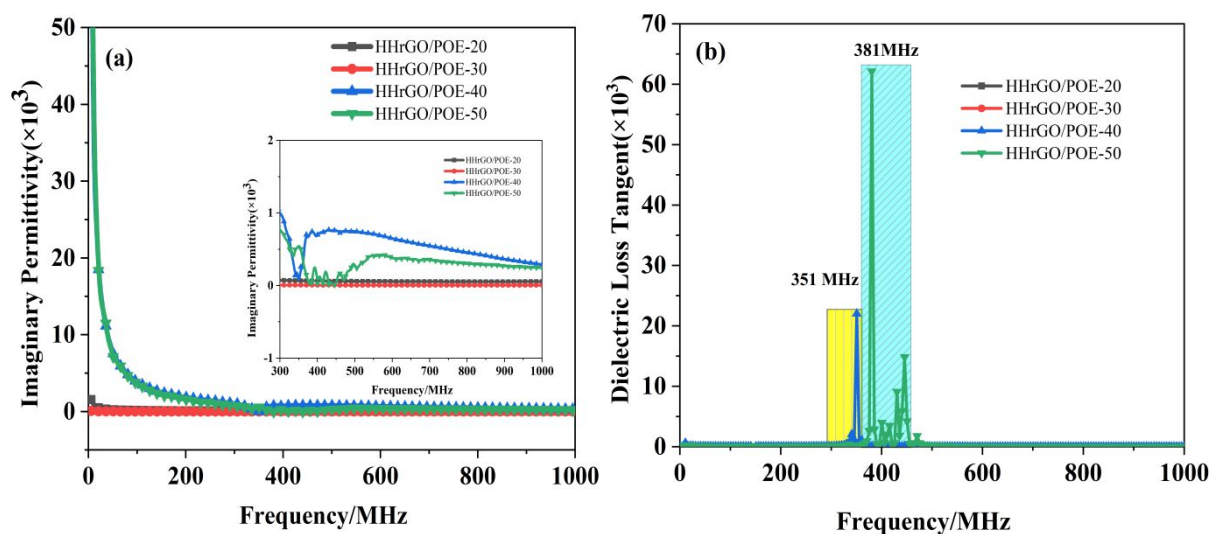 (a)
HHrGO/POE-20
HHrGO/POE-30
HHrGO/POE-40
HHrGO/POE-50
Imaginary Permittivity(×10³)
50
40
30
20
10
0
0
200
400
600
800
1000
Frequency/MHz
HHrGO/POE-20
HHrGO/POE-30
HHrGO/POE-40
HHrGO/POE-50
Imaginary Permittivity(×10³)
2
1
0
-1
300
400
500
600
700
800
900
1000
Frequency/MHz
(b)
381MHz
351 MHz
HHrGO/POE-20
HHrGO/POE-30
HHrGO/POE-40
HHrGO/POE-50
Dielectric Loss Tangent(×10³)
70
60
50
40
30
20
10
0
0
200
400
600
800
1000
Frequency/MHz